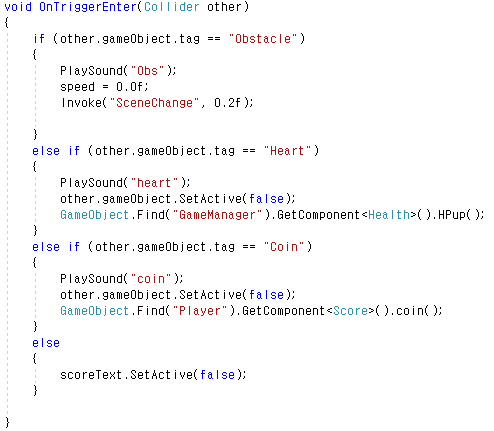 void OnTriggerEnter(Collider other)
{
    if (other.gameObject.tag == "Obstacle")
    {
        PlaySound("Obs");
        speed = 0.0f;
        Invoke("SceneChange", 0.2f);

    }
    else if (other.gameObject.tag == "Heart")
    {
        PlaySound("heart");
        other.gameObject.SetActive(false);
        GameObject.Find("GameManager").GetComponent<Health>().HPup();
    }
    else if (other.gameObject.tag == "Coin")
    {
        PlaySound("coin");
        other.gameObject.SetActive(false);
        GameObject.Find("Player").GetComponent<Score>().coin();
    }
    else
    {
        scoreText.SetActive(false);
    }

}